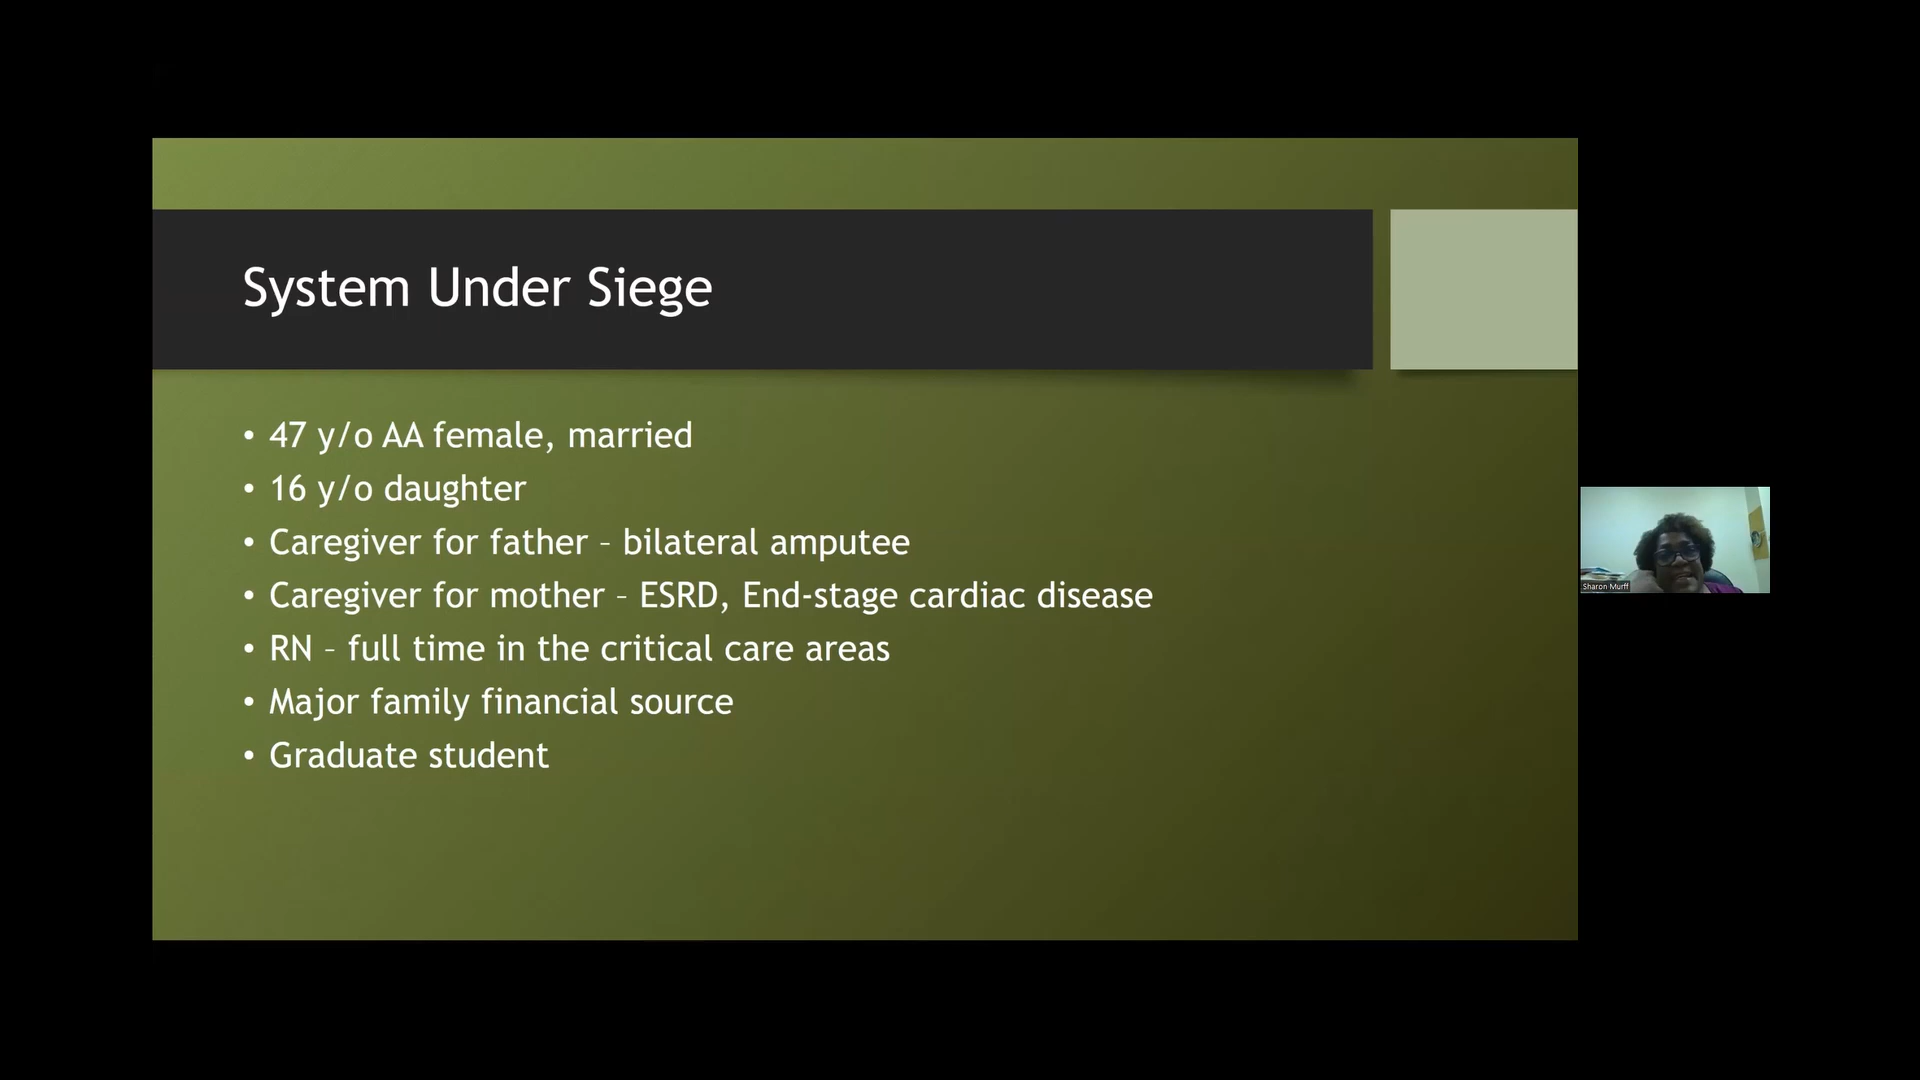 System Under Siege
• 47 y/o AA female, married
• 16 y/o daughter
• Caregiver for father – bilateral amputee
• Caregiver for mother – ESRD, End-stage cardiac disease
• RN – full time in the critical care areas
• Major family financial source
• Graduate student
Sharon Murff